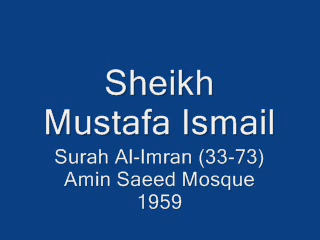 Sheikh
Mustafa Ismail
Surah Al-Imran (33-73)
Amin Saeed Mosque
1959